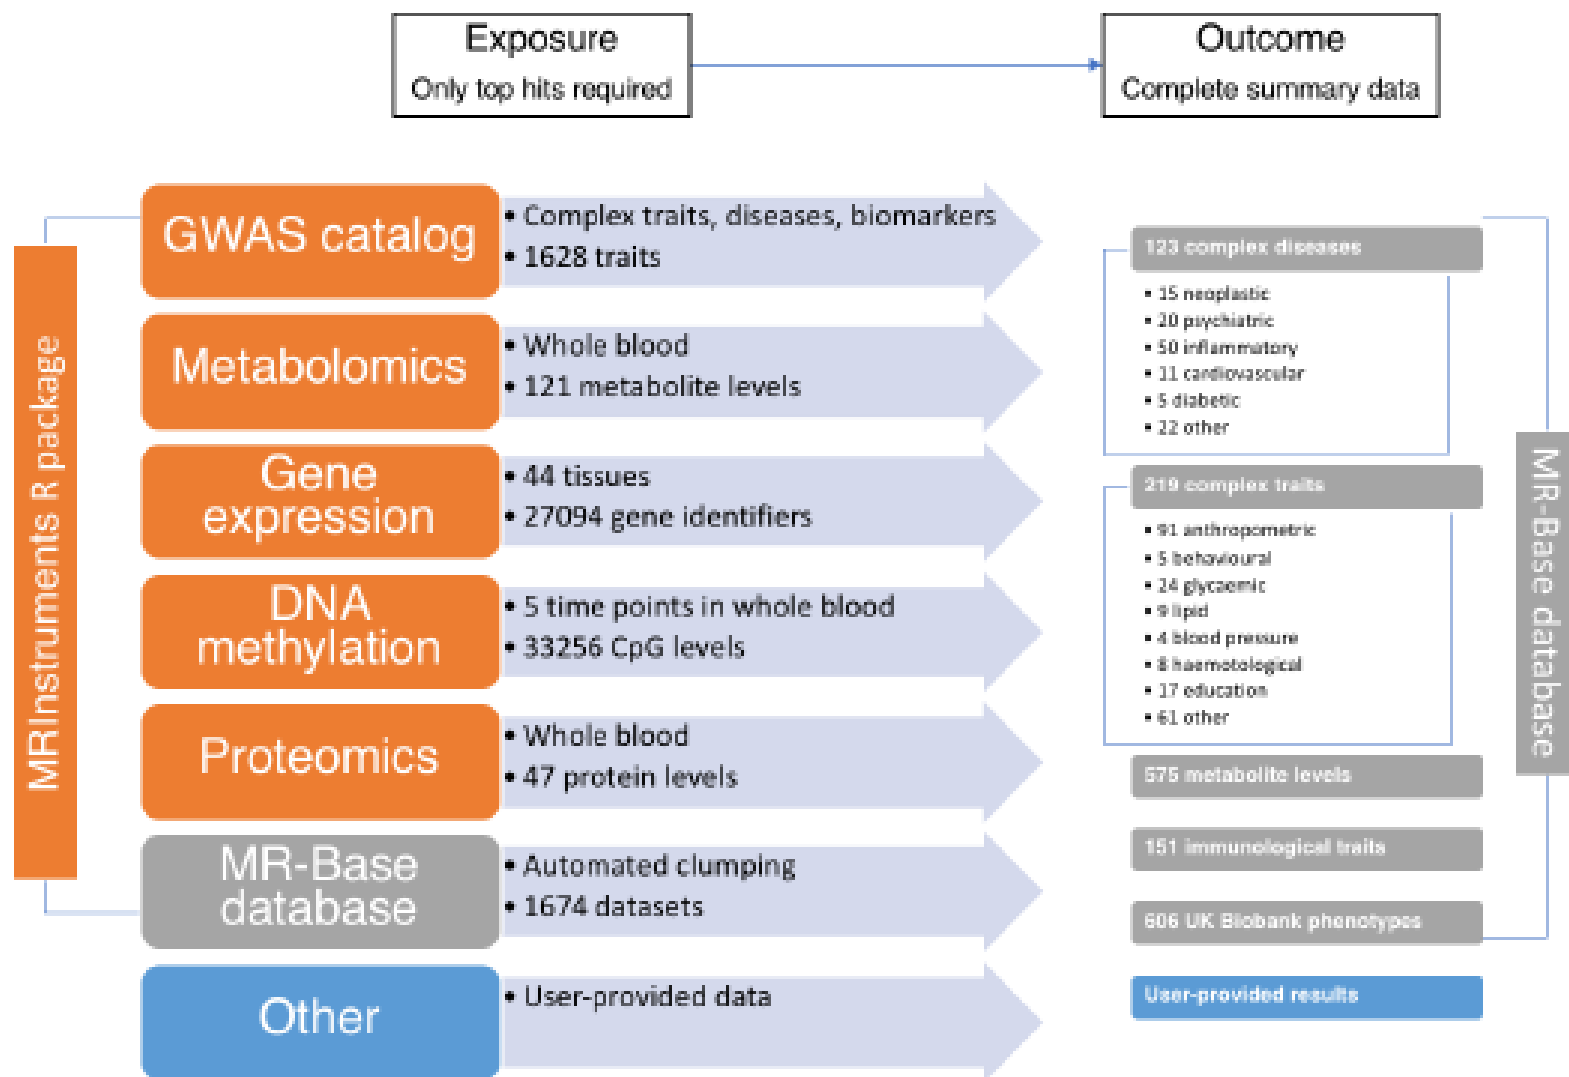 Exposure
Only top hits required
Outcome
Complete summary data
MRInstruments R package
GWAS catalog
• Complex traits, diseases, biomarkers
• 1628 traits
Metabolomics
• Whole blood
• 121 metabolite levels
Gene
expression
• 44 tissues
• 27094 gene identifiers
DNA
methylation
• 5 time points in whole blood
• 33256 CpG levels
Proteomics
• Whole blood
• 47 protein levels
MR-Base
database
• Automated clumping
• 1674 datasets
Other
• User-provided data
123 complex diseases
• 15 neoplastic
• 20 psychiatric
• 50 inflammatory
• 11 cardiovascular
• 5 diabetic
• 22 other
219 complex traits
• 91 anthropometric
• 5 behavioural
• 24 glycaemic
• 9 lipid
• 4 blood pressure
• 8 haemotological
• 17 education
• 61 other
575 metabolite levels
151 immunological traits
606 UK Biobank phenotypes
User-provided results
MR-Base database